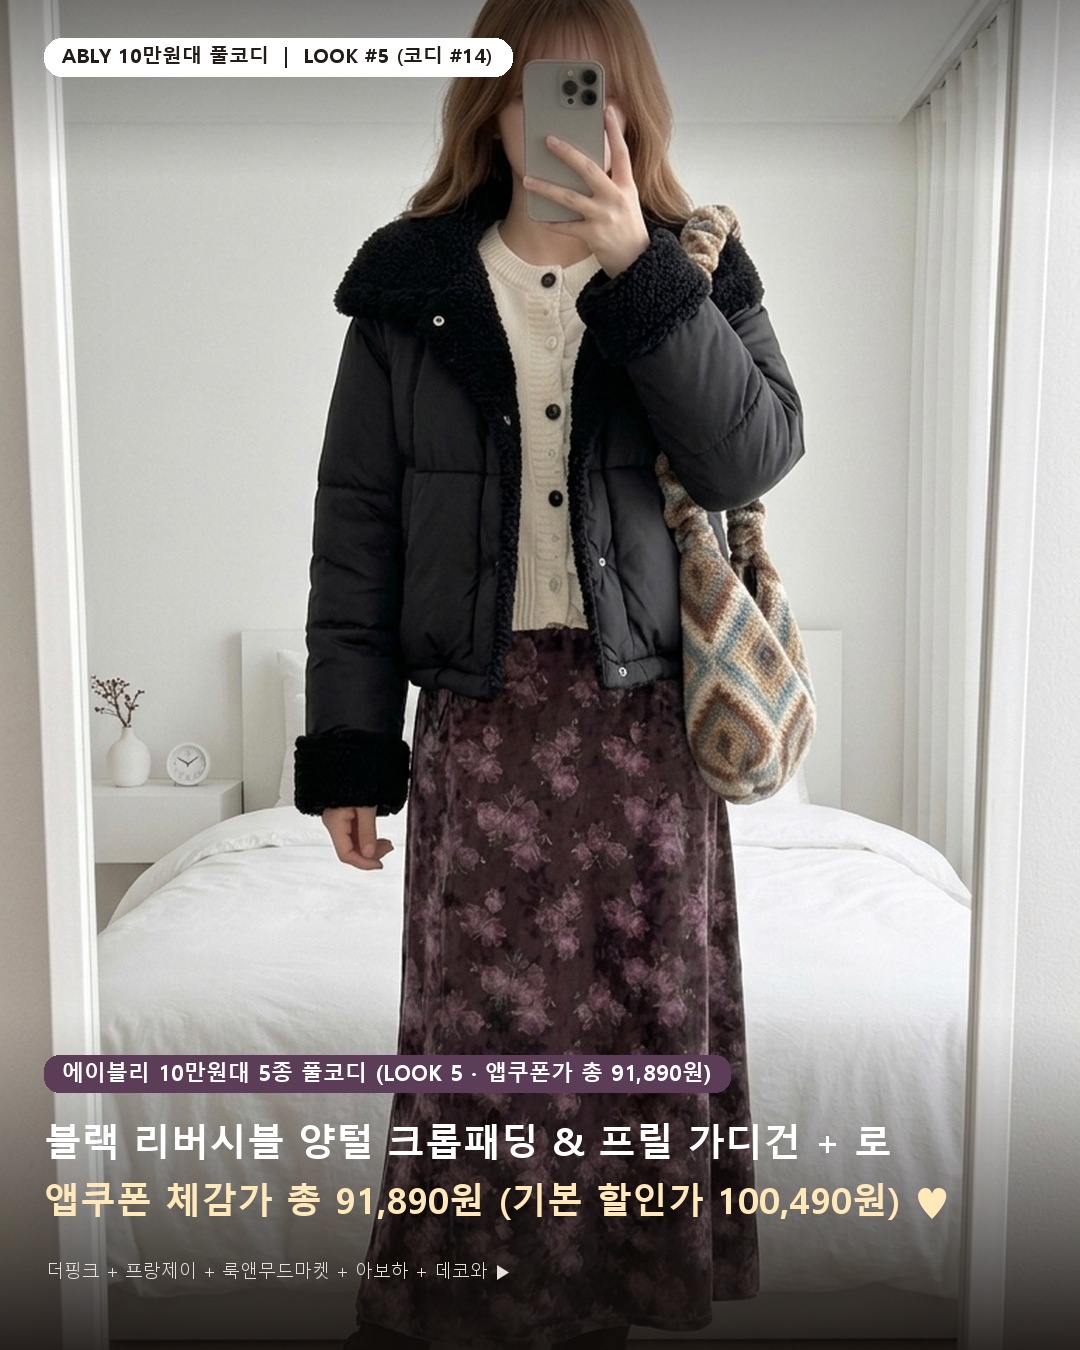 ABLY 10만원대 풀코디 | LOOK #5 (코디 #14)
에이블리 10만원대 5종 풀코디 (LOOK 5 · 앱쿠폰가 총 91,890원)
블랙 리버시블 양털 크롭패딩 & 프릴 가디건 + 로
앱쿠폰 체감가 총 91,890원 (기본 할인가 100,490원) ♥
더핑크 + 프랑제이 + 룩앤무드마켓 + 아보하 + 데코와 ▶